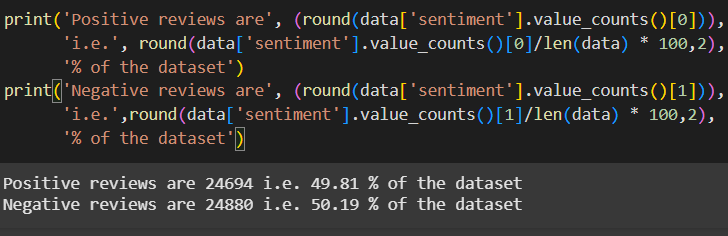 print('Positive reviews are', (round(data['sentiment'].value_counts()[0])),
'i.e.', round(data['sentiment'].value_counts()[0]/len(data) * 100,2),
'% of the dataset')
print('Negative reviews are', (round(data['sentiment'].value_counts()[1])),
'i.e.',round(data['sentiment'].value_counts()[1]/len(data) * 100,2),
'% of the dataset')
Positive reviews are 24694 i.e. 49.81 % of the dataset
Negative reviews are 24880 i.e. 50.19 % of the dataset